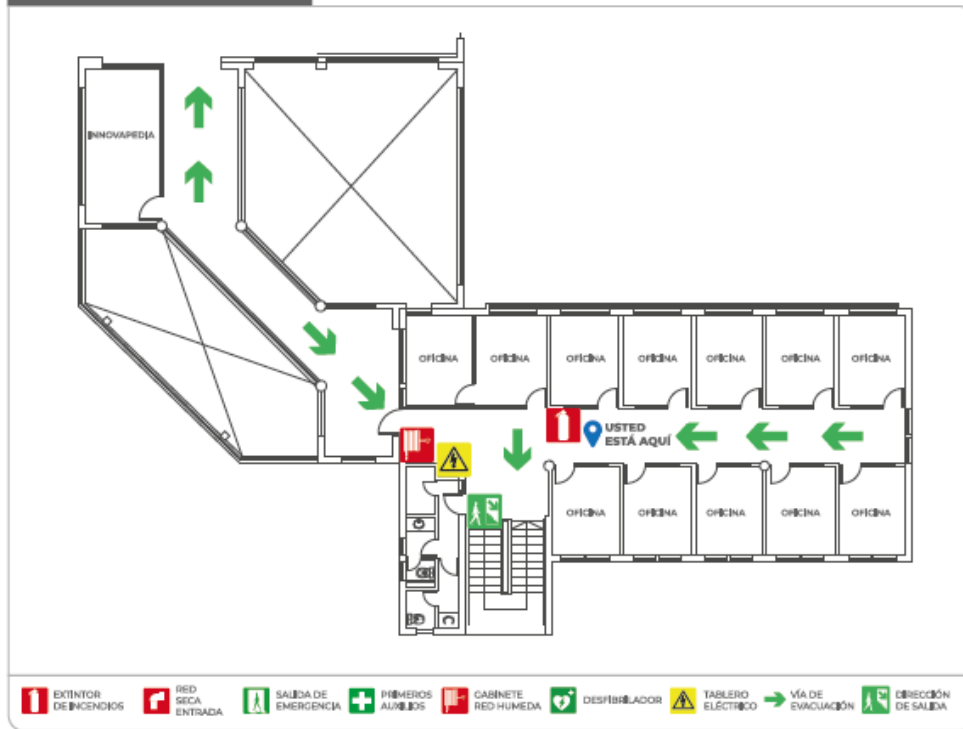 INNOVAPEDIA
OFICINA
OFICINA
OFICINA
OFICINA
OFICINA
OFICINA
OFICINA
USTED
ESTÁ AQUÍ
OFICINA
OFICINA
OFICINA
OFICINA
OFICINA
EXTINTOR
DE INCENDIOS
RED
SECA
ENTRADA
SALIDA DE
EMERGENCIA
PRIMEROS
AUXILIOS
GABINETE
RED HUMEDA
DESFIBRILADOR
TABLERO
ELÉCTRICO
VÍA DE
EVACUACIÓN
DIRECCIÓN
DE SALIDA